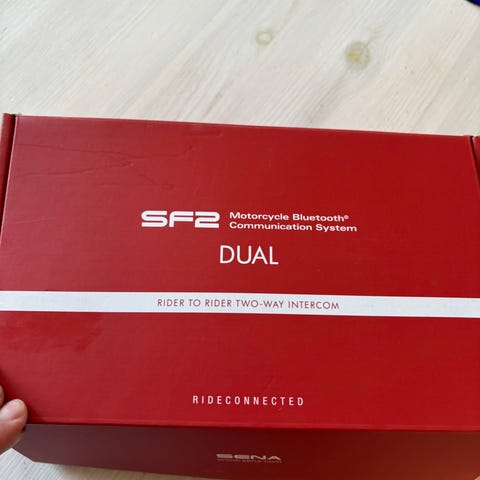 SF2 Motorcycle Bluetooth®
Communication System
DUAL
RIDER TO RIDER TWO-WAY INTERCOM
RIDECONNECTED
SENA